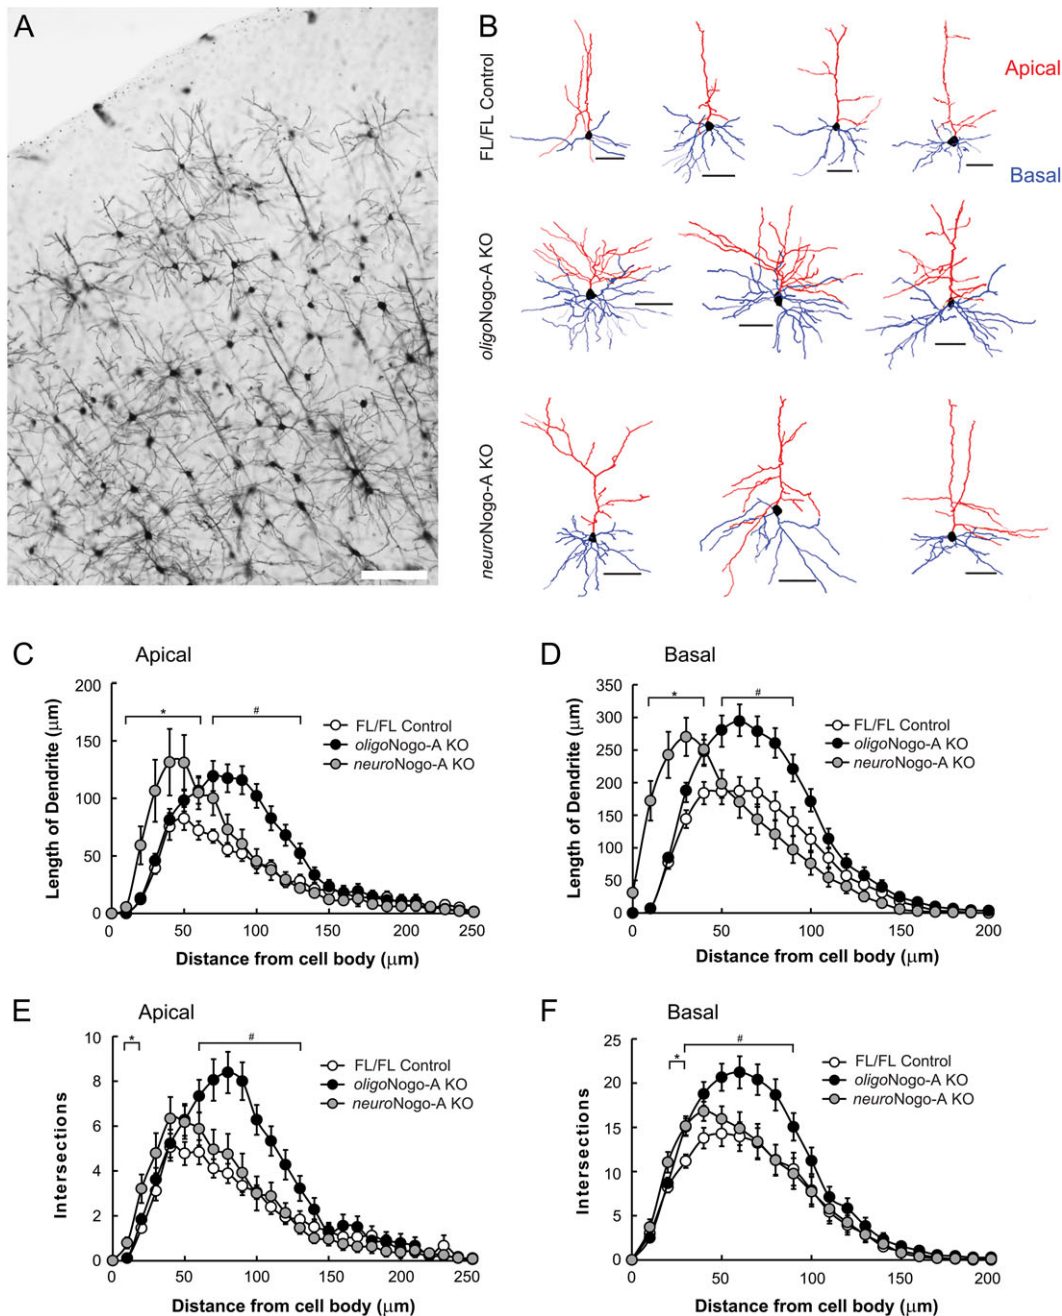 A
B
FL/FL Control
Apical
Basal
oligoNogo-A KO
neuroNogo-A KO
C
Apical
Length of Dendrite (μm)
200
150
100
50
0
*
#
FL/FL Control
oligoNogo-A KO
neuroNogo-A KO
0
50
100
150
200
250
Distance from cell body (μm)
D
Basal
Length of Dendrite (μm)
350
300
250
200
150
100
50
0
*
#
FL/FL Control
oligoNogo-A KO
neuroNogo-A KO
0
50
100
150
200
Distance from cell body (μm)
E
Apical
Intersections
10
8
6
4
2
0
*
#
FL/FL Control
oligoNogo-A KO
neuroNogo-A KO
0
50
100
150
200
250
Distance from cell body (μm)
F
Basal
Intersections
25
20
15
10
5
0
*
#
FL/FL Control
oligoNogo-A KO
neuroNogo-A KO
0
50
100
150
200
Distance from cell body (μm)